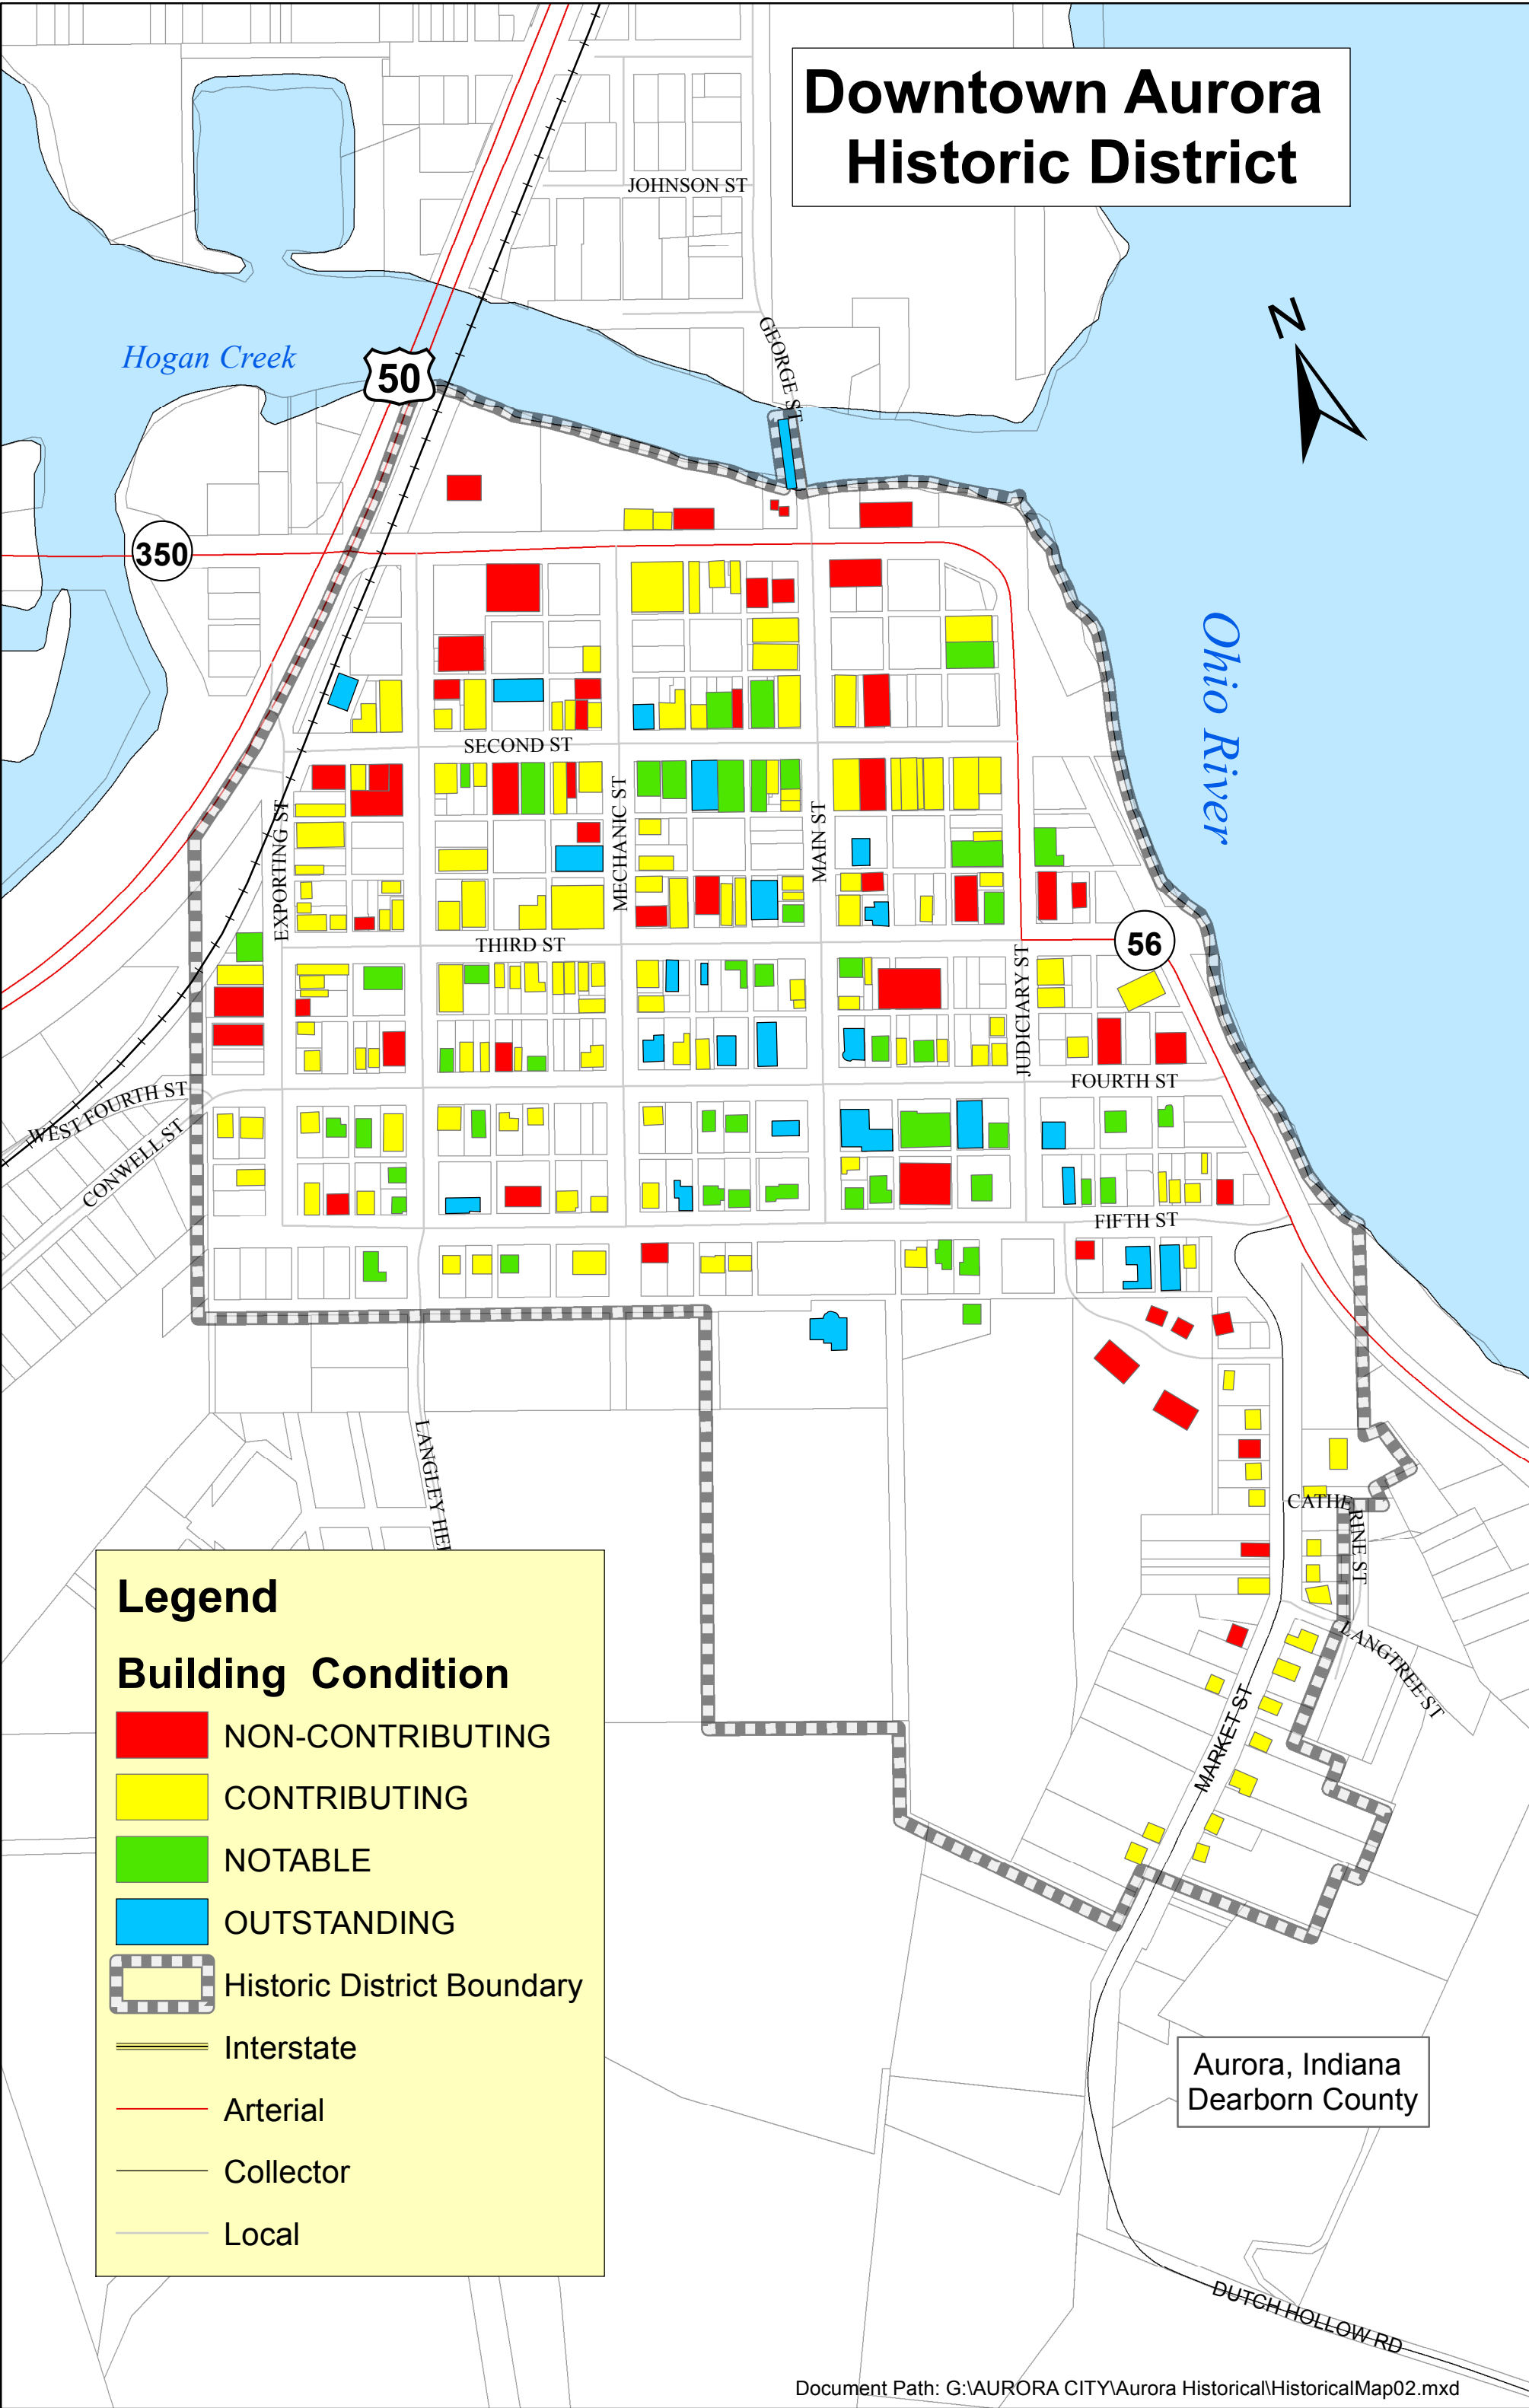 Downtown Aurora
Historic District
JOHNSON ST
GEORGE ST
Hogan Creek
50
N
350
Ohio River
SECOND ST
EXPORTING ST
MECHANIC ST
MAIN ST
THIRD ST
56
JUDICIARY ST
WEST FOURTH ST
FOURTH ST
CONWELL ST
FIFTH ST
LANGLEY HEI
CATHERINE ST
LANGTREE ST
MARKET ST
Legend
Building Condition
NON-CONTRIBUTING
CONTRIBUTING
NOTABLE
OUTSTANDING
Historic District Boundary
Interstate
Arterial
Collector
Local
Aurora, Indiana
Dearborn County
DUTCH HOLLOW RD
Document Path: G:\AURORA CITY\Aurora Historical\HistoricalMap02.mxd